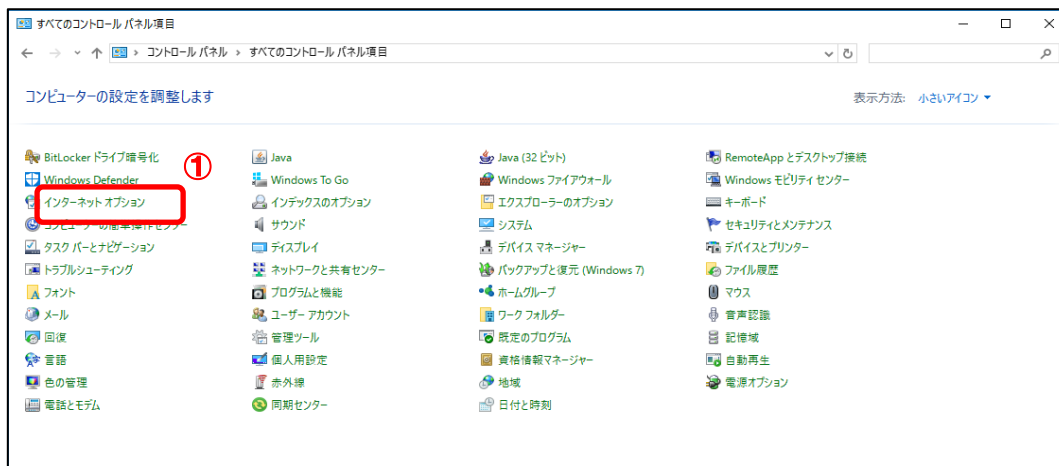 すべてのコントロール パネル項目
コントロール パネル › すべてのコントロール パネル項目
コンピューターの設定を調整します
表示方法: 小さいアイコン
①
BitLocker ドライブ暗号化 Java Java (32 ビット) RemoteApp とデスクトップ接続
Windows Defender Windows To Go Windows ファイアウォール Windows モビリティ センター
インターネット オプション インデックスのオプション エクスプローラーのオプション キーボード
コンピューターの簡単操作センター サウンド システム セキュリティとメンテナンス
タスク バーとナビゲーション ディスプレイ デバイス マネージャー デバイスとプリンター
トラブルシューティング ネットワークと共有センター バックアップと復元 (Windows 7) ファイル履歴
フォント プログラムと機能 ホームグループ マウス
メール ユーザー アカウント ワーク フォルダー 音声認識
回復 管理ツール 既定のプログラム 記憶域
言語 個人用設定 資格情報マネージャー 自動再生
色の管理 赤外線 地域 電源オプション
電話とモデム 同期センター 日付と時刻